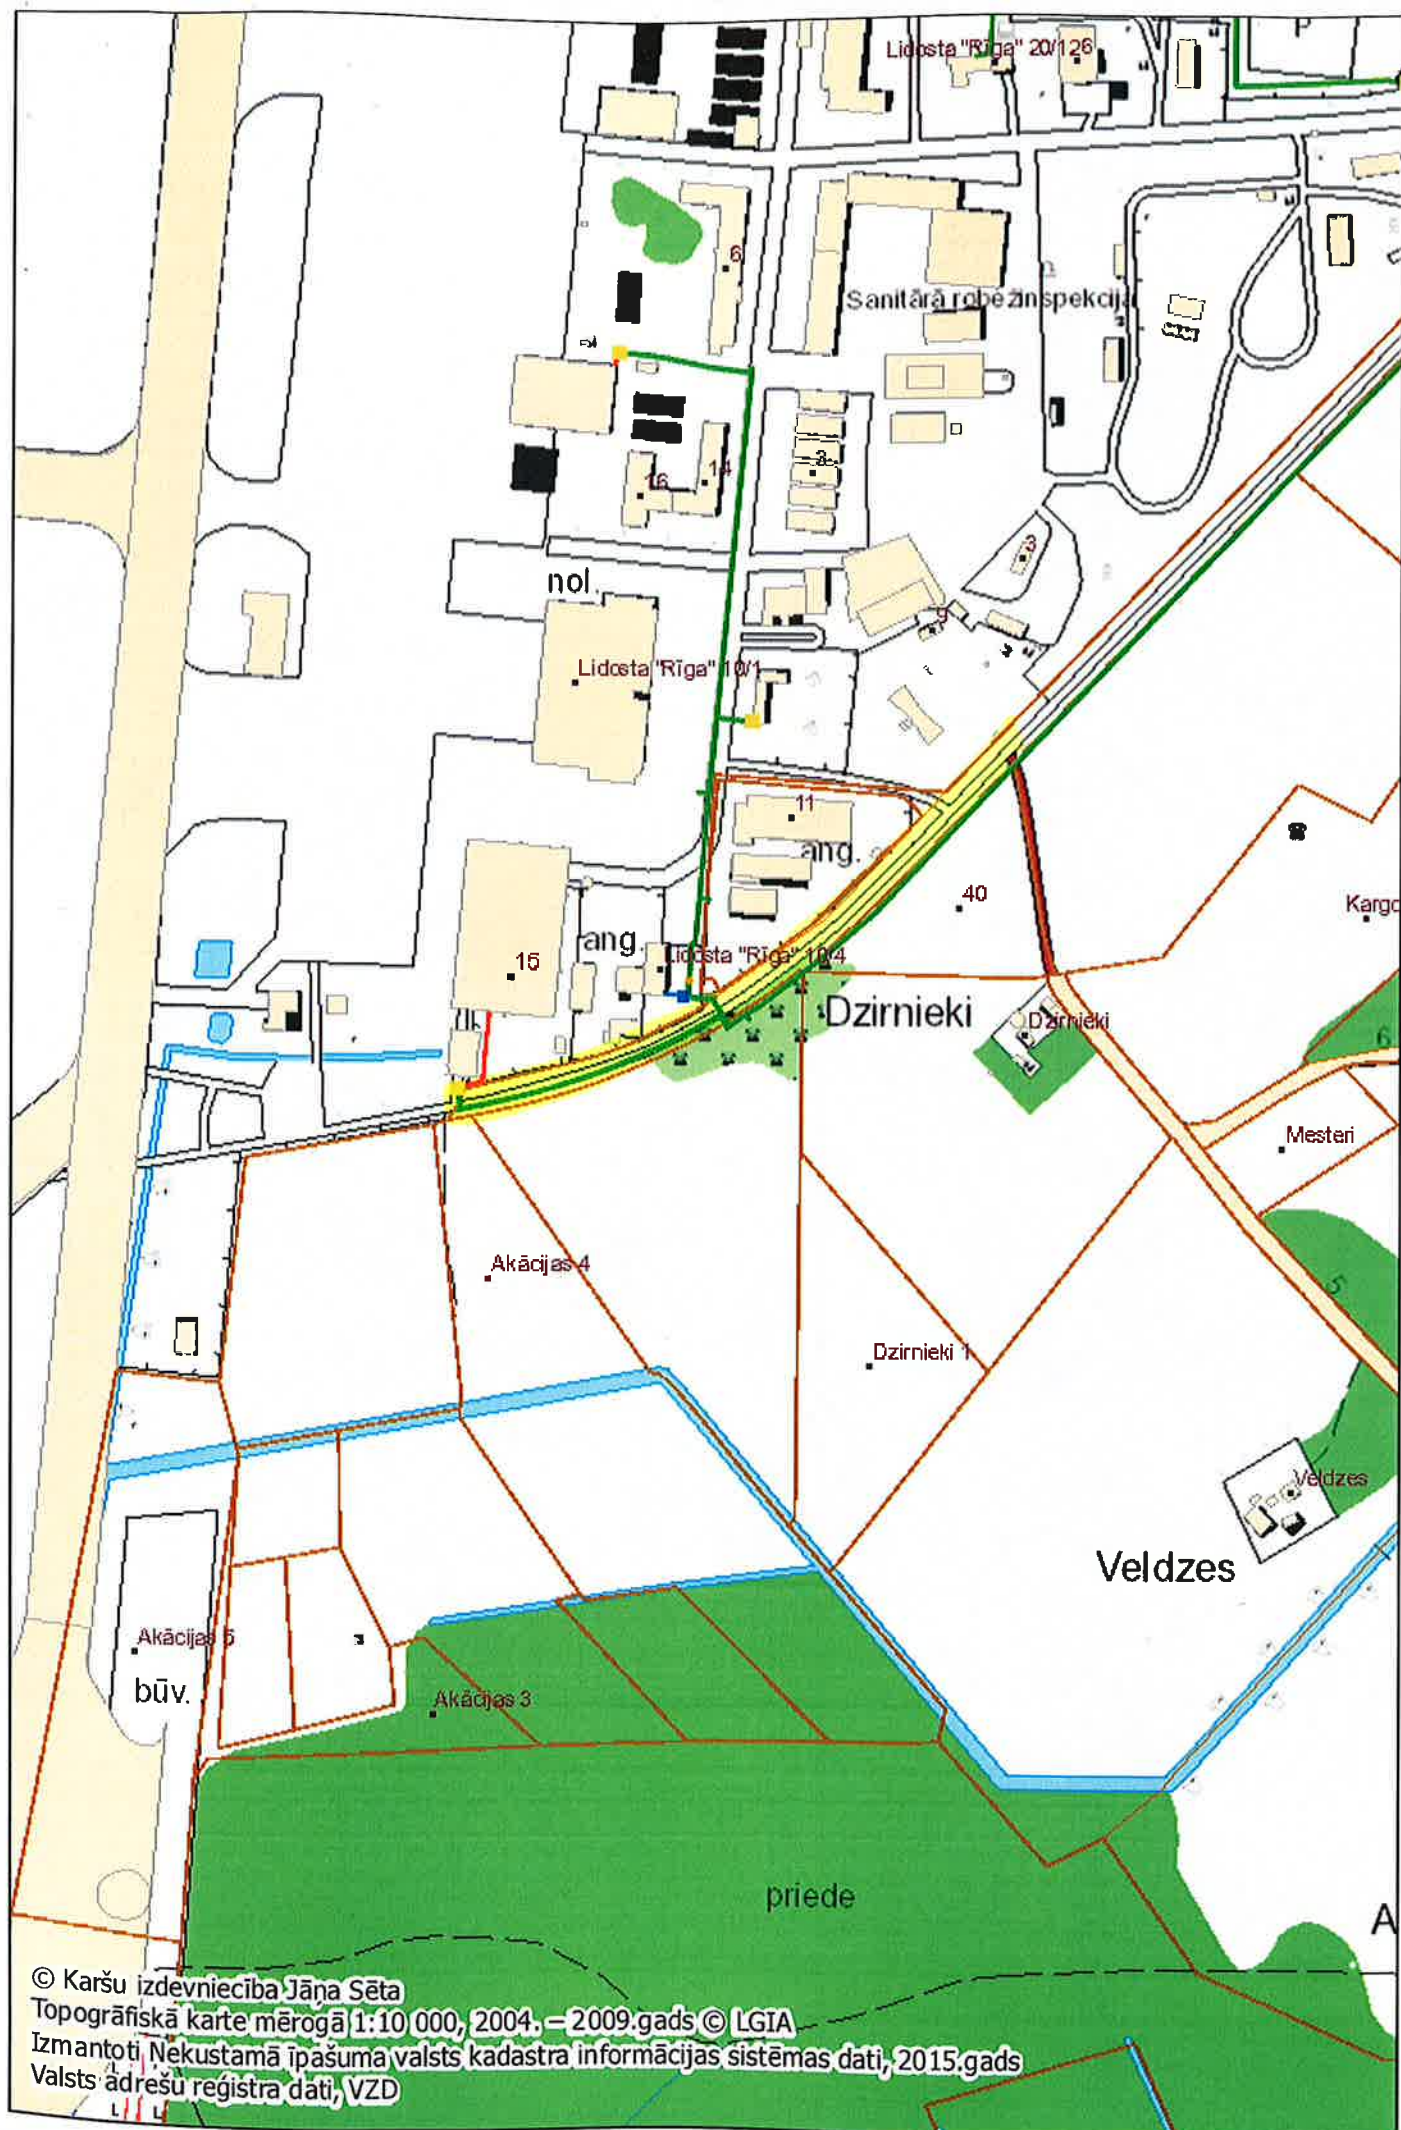 P
Lidosta "Rīga" 20/12
6
6
Sanitārā robežinspekcija
3
14
16
3
nol.
9
Lidosta "Rīga" 10/1
11
ang.
40
Kargo
ang.
15
Lidosta "Rīga" 10/4
Dzirnieki
Dzirnieki
6
Mesteri
Akācijas 4
5
Dzirnieki 1
Veldzes
Veldzes
Akācijas 5
būv.
Akācijas 3
priede
A
© Karšu izdevniecība Jāņa Sēta
Topogrāfiskā karte mērogā 1:10 000, 2004. – 2009.gads © LGIA
Izmantoti Nekustamā īpašuma valsts kadastra informācijas sistēmas dati, 2015.gads
Valsts adrešu reģistra dati, VZD